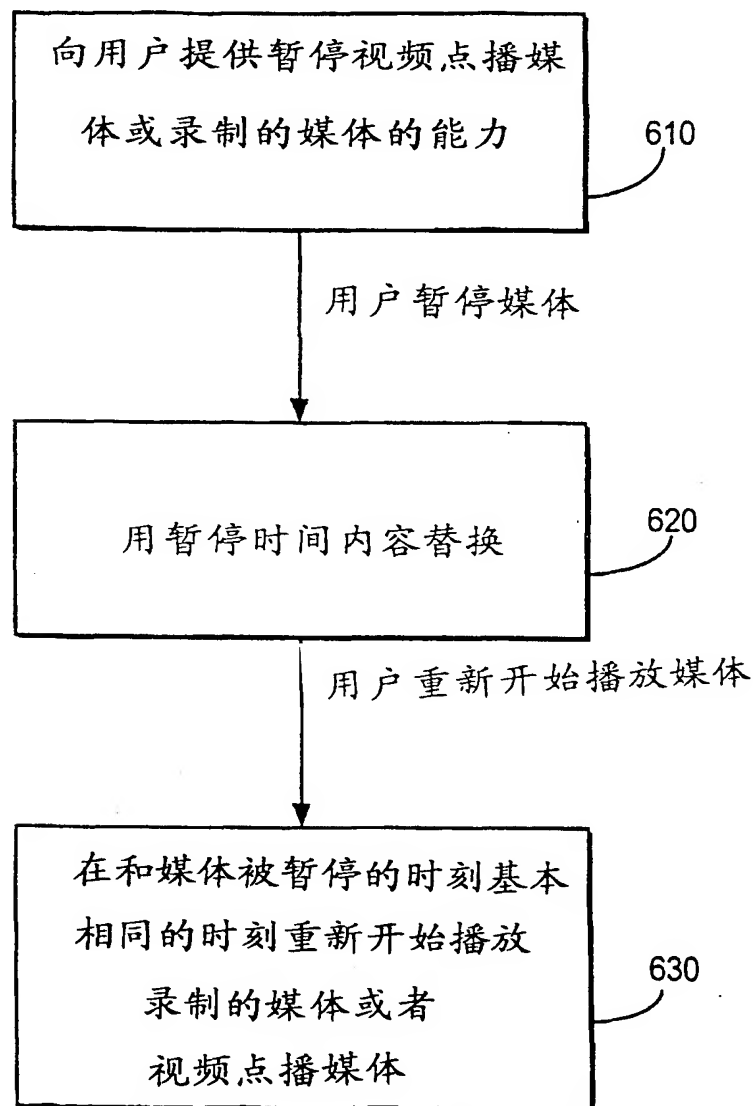 向用户提供暂停视频点播媒
体或录制的媒体的能力
610
用户暂停媒体
用暂停时间内容替换
620
用户重新开始播放媒体
在和媒体被暂停的时刻基本
相同的时刻重新开始播放
录制的媒体或者
视频点播媒体
630